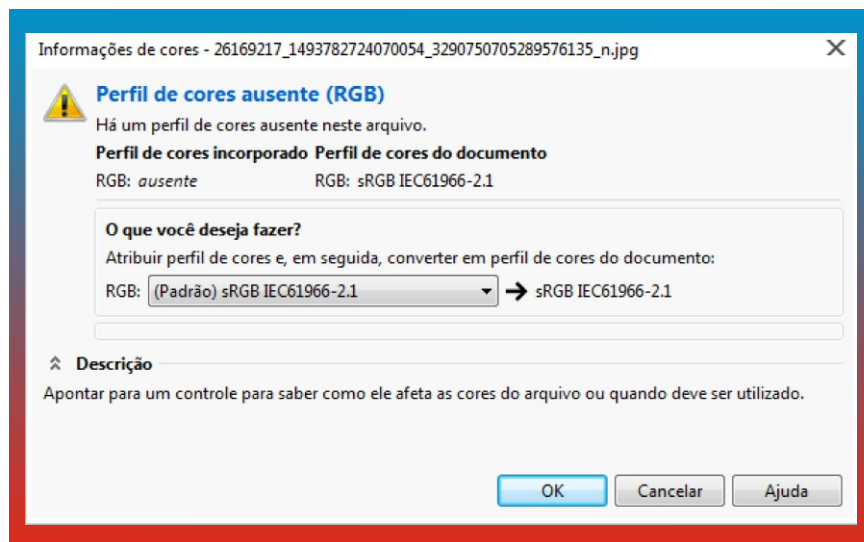 Informações de cores - 26169217_1493782724070054_3290750705289576135_n.jpg
Perfil de cores ausente (RGB)
Há um perfil de cores ausente neste arquivo.
Perfil de cores incorporado Perfil de cores do documento
RGB: ausente RGB: sRGB IEC61966-2.1
O que você deseja fazer?
Atribuir perfil de cores e, em seguida, converter em perfil de cores do documento:
RGB: (Padrão) sRGB IEC61966-2.1 → sRGB IEC61966-2.1
Descrição
Apontar para um controle para saber como ele afeta as cores do arquivo ou quando deve ser utilizado.
OK Cancelar Ajuda